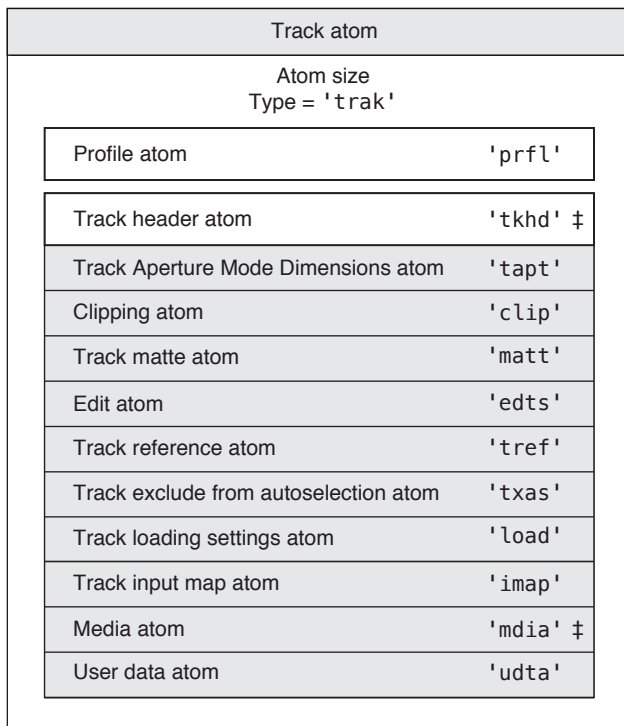 Track atom
Atom size
Type = 'trak'
Profile atom 'prfl'
Track header atom 'tkhd' ‡
Track Aperture Mode Dimensions atom 'tapt'
Clipping atom 'clip'
Track matte atom 'matt'
Edit atom 'edts'
Track reference atom 'tref'
Track exclude from autoselection atom 'txas'
Track loading settings atom 'load'
Track input map atom 'imap'
Media atom 'mdia' ‡
User data atom 'udta'